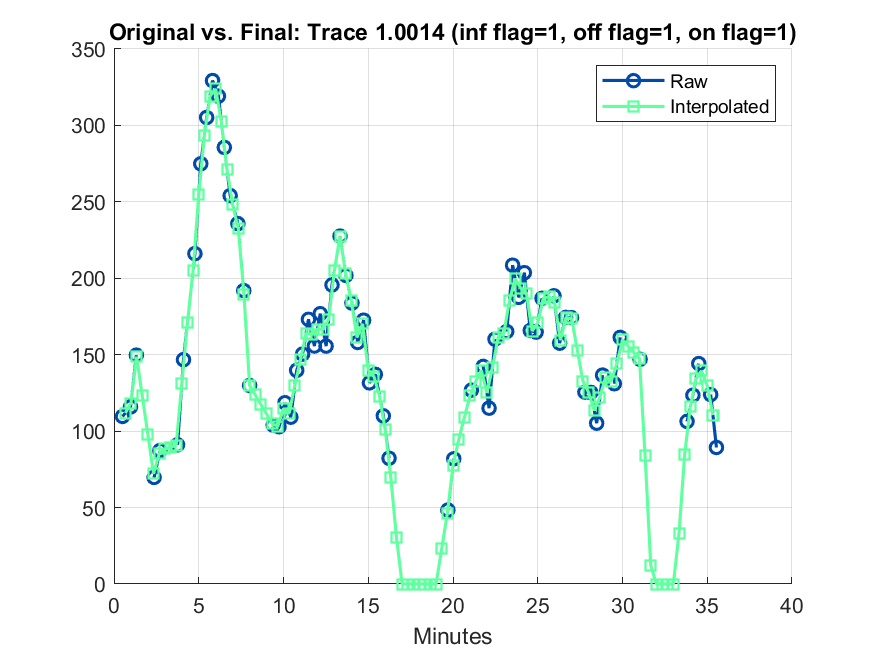 Original vs. Final: Trace 1.0014 (inf flag=1, off flag=1, on flag=1)
350
300
250
200
150
100
50
0
Raw
Interpolated
0 5 10 15 20 25 30 35 40
Minutes